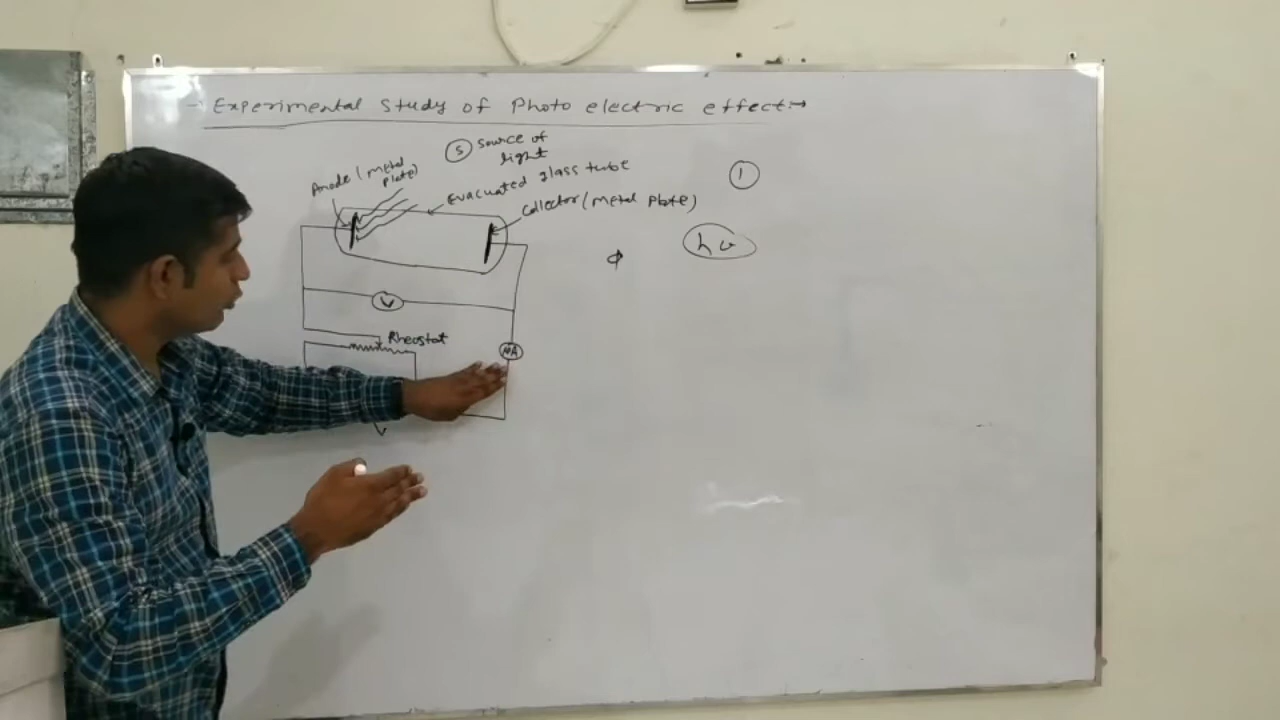 Experimental Study of Photo electric effect:→
S Source of
light
Anode (metal
plate)
Evacuated glass tube
Collector (metal plate)
1
ϕ
hν
V
Rheostat
μA
V